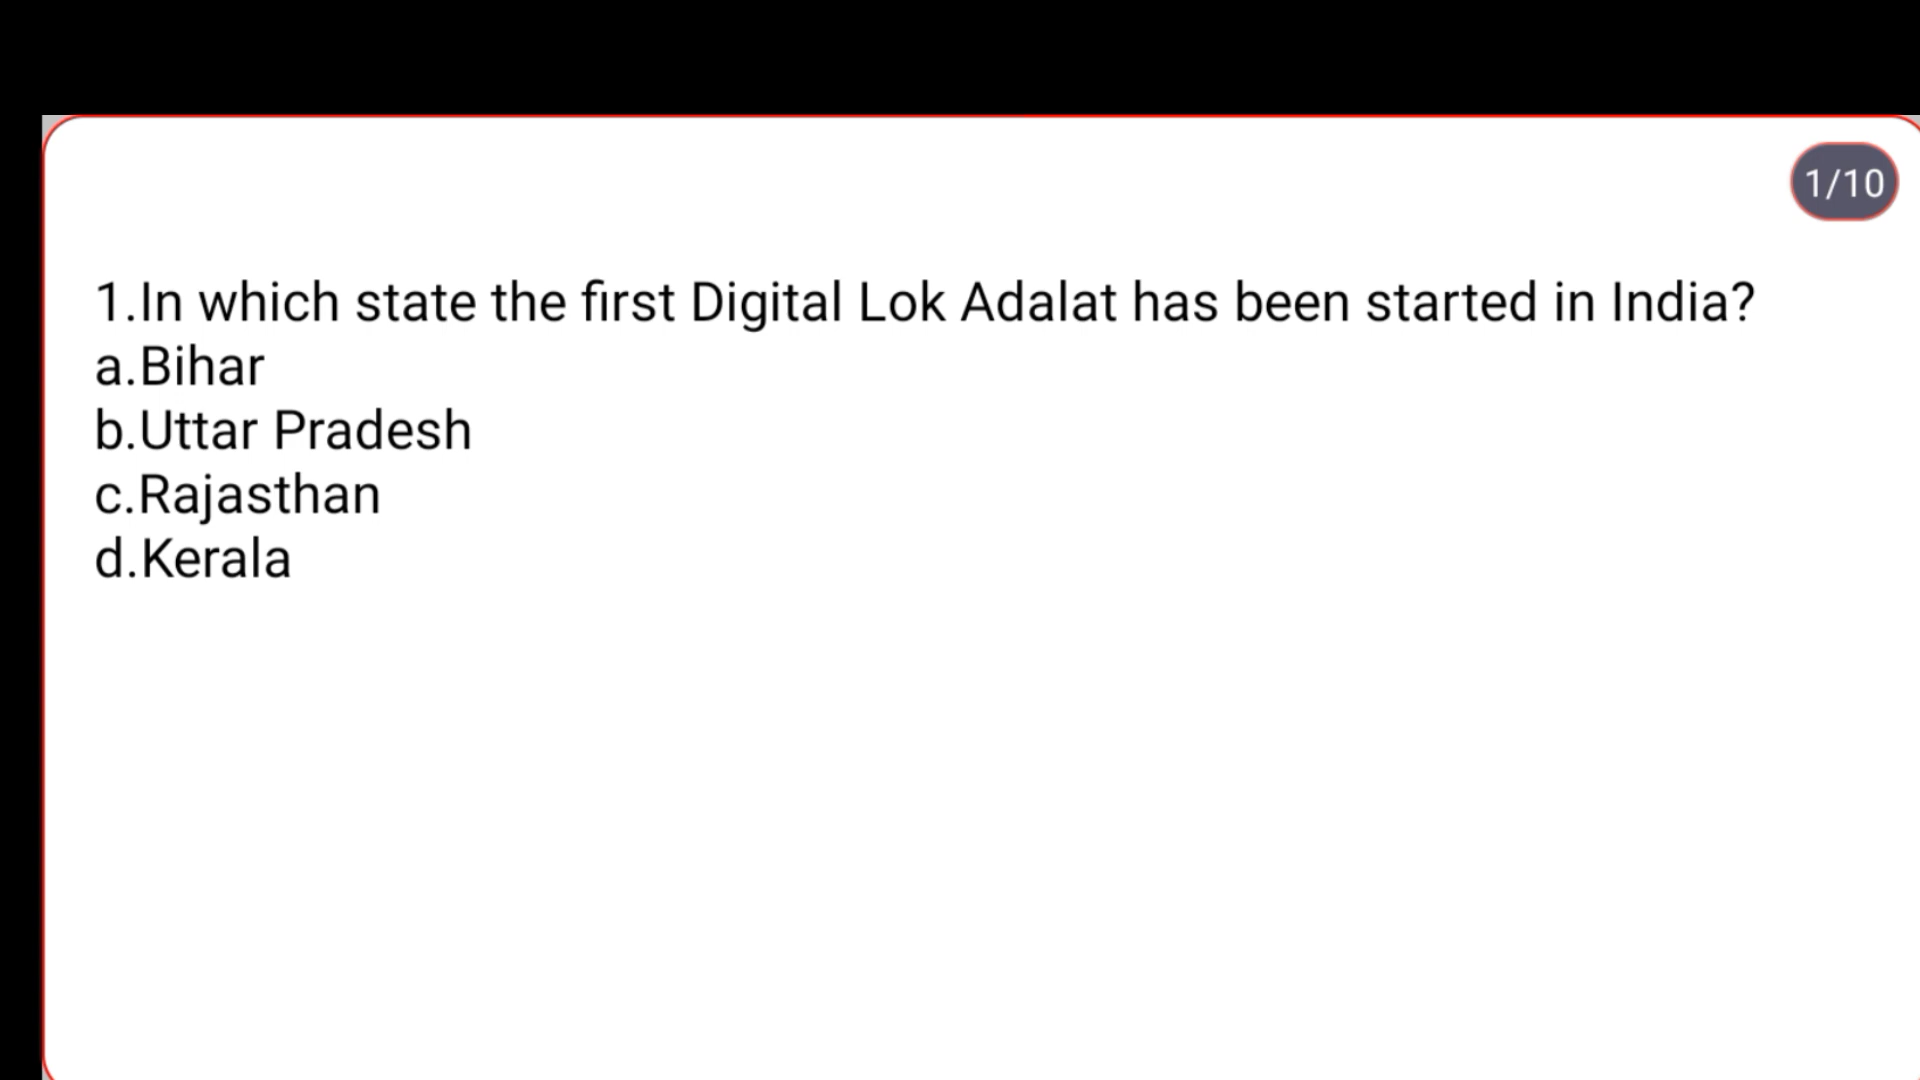 1/10
1.In which state the first Digital Lok Adalat has been started in India?
a.Bihar
b.Uttar Pradesh
c.Rajasthan
d.Kerala